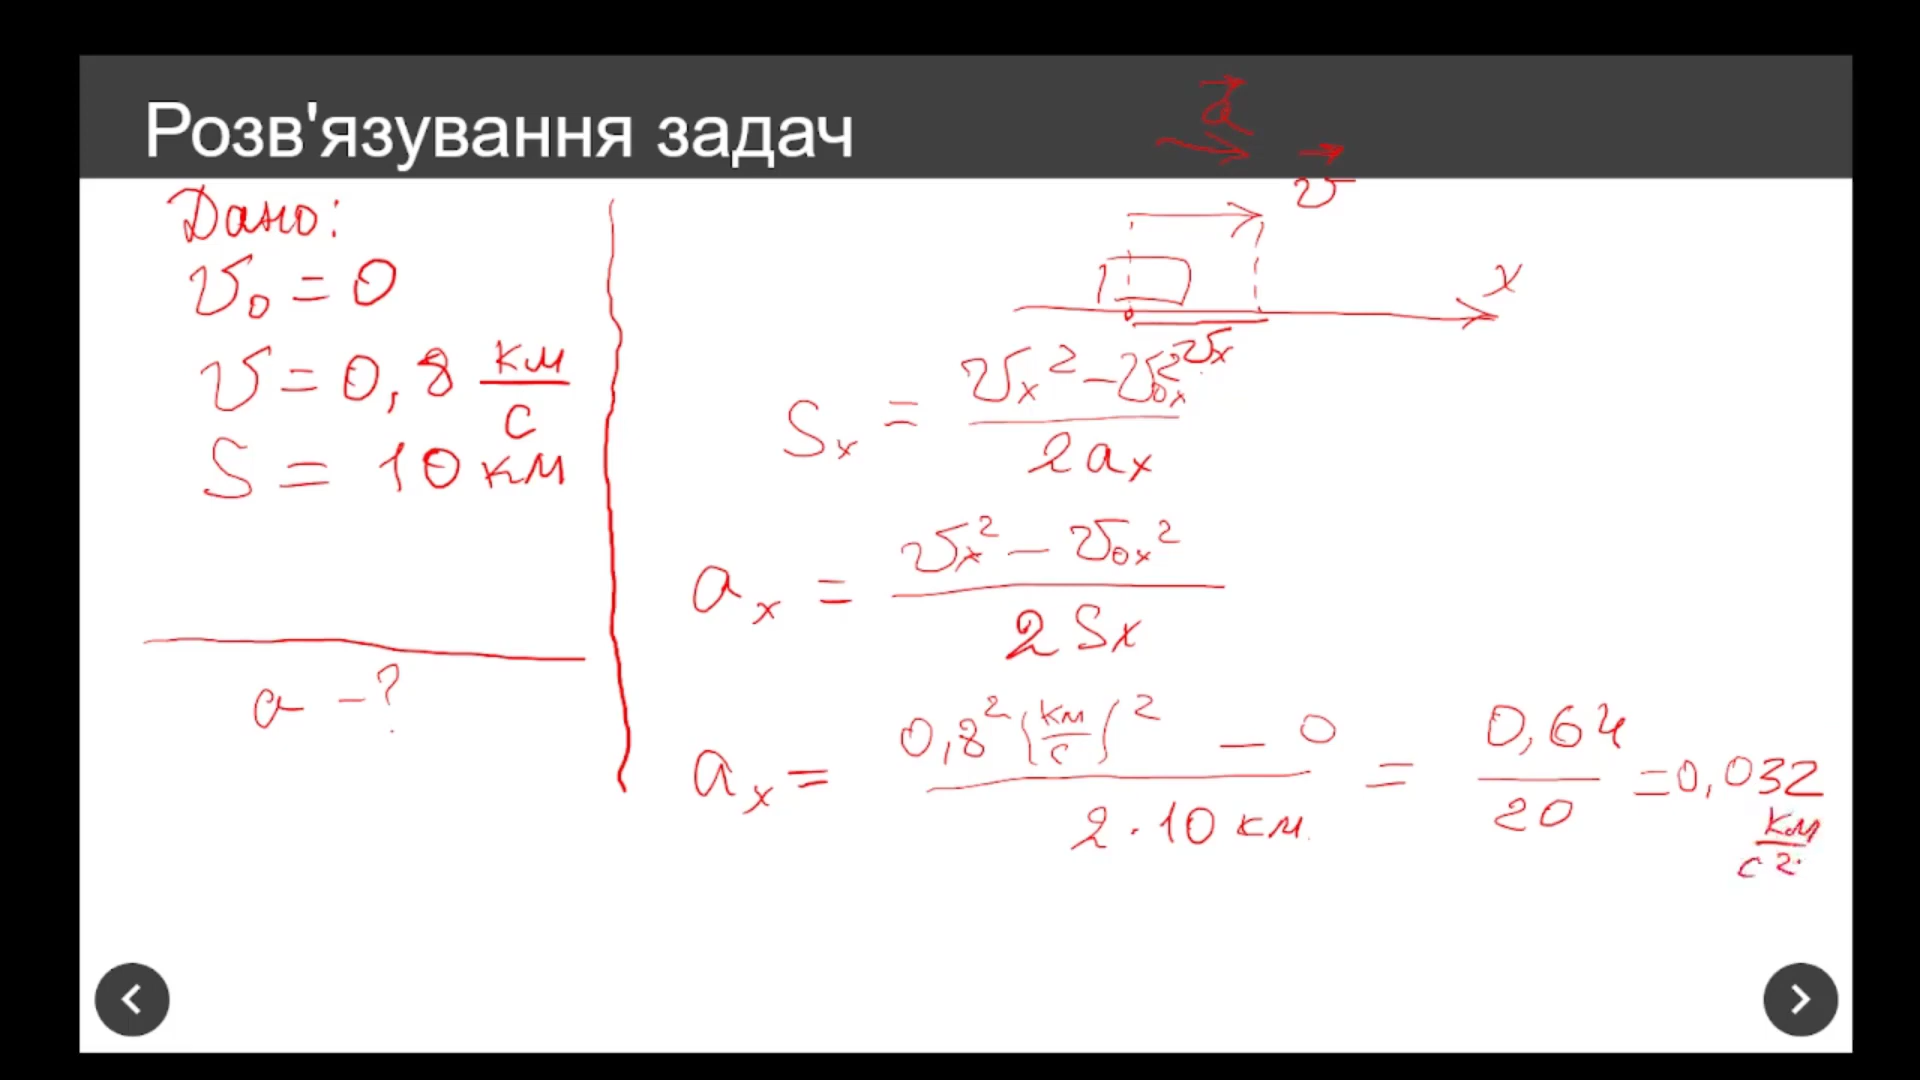 Розв'язування задач
Дано:
v₀ = 0
v = 0,8 км/с
S = 10 км
a - ?
a⃗
v⃗
x
vₓ
Sₓ = (vₓ² - v₀ₓ²) / 2aₓ
aₓ = (vₓ² - v₀ₓ²) / 2Sₓ
aₓ = (0,8² (км/с)² - 0) / (2·10 км) = 0,64/20 = 0,032 км/с²